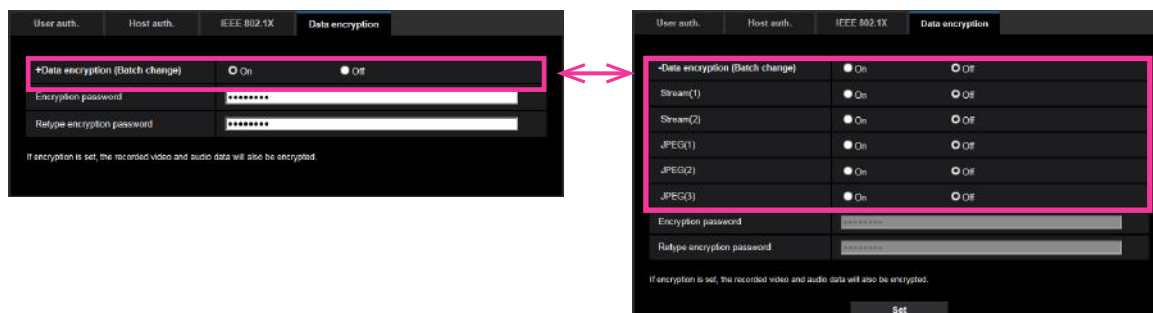 User auth. Host auth. IEEE 802.1X Data encryption
+Data encryption (Batch change) On Off
Encryption password ••••••••
Retype encryption password ••••••••
If encryption is set, the recorded video and audio data will also be encrypted.
User auth. Host auth. IEEE 802.1X Data encryption
-Data encryption (Batch change) On Off
Stream(1) On Off
Stream(2) On Off
JPEG(1) On Off
JPEG(2) On Off
JPEG(3) On Off
Encryption password ••••••••
Retype encryption password ••••••••
If encryption is set, the recorded video and audio data will also be encrypted.
Set